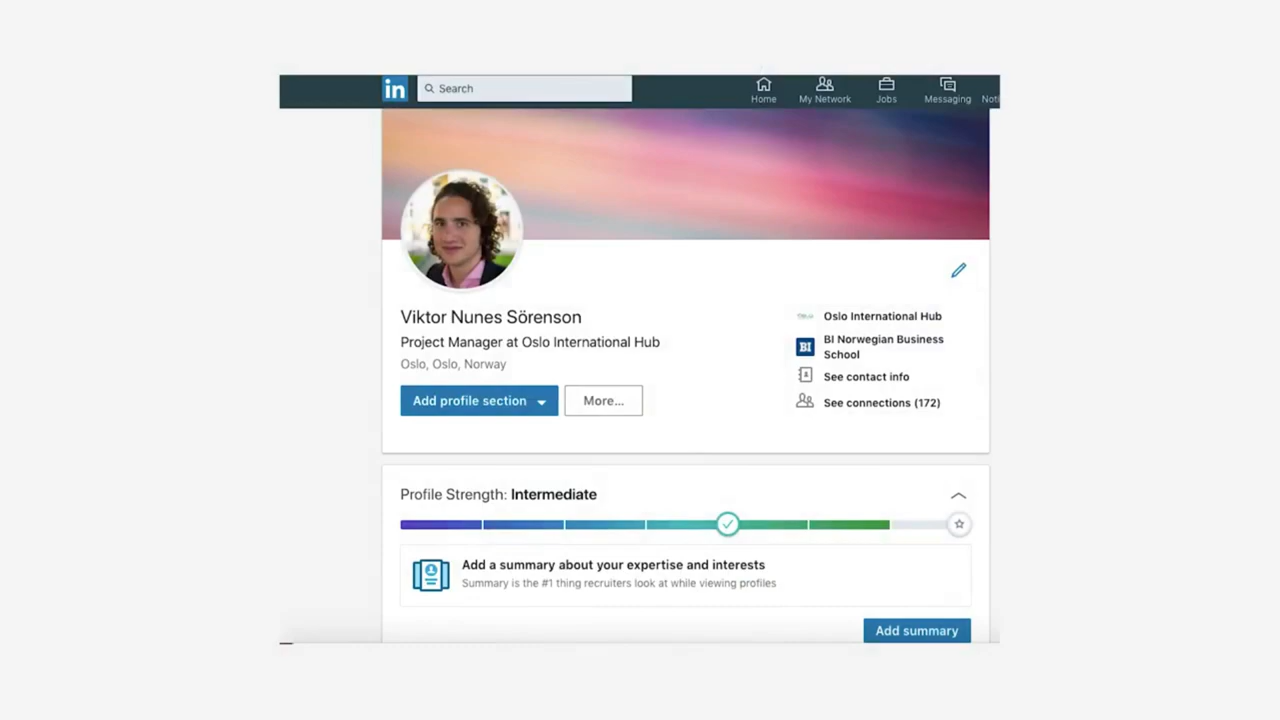 in
Search
Home
My Network
Jobs
Messaging
Noti
Viktor Nunes Sörenson
Project Manager at Oslo International Hub
Oslo, Oslo, Norway
Add profile section
More...
Oslo International Hub
BI
BI Norwegian Business
School
See contact info
See connections (172)
Profile Strength: Intermediate
Add a summary about your expertise and interests
Summary is the #1 thing recruiters look at while viewing profiles
Add summary